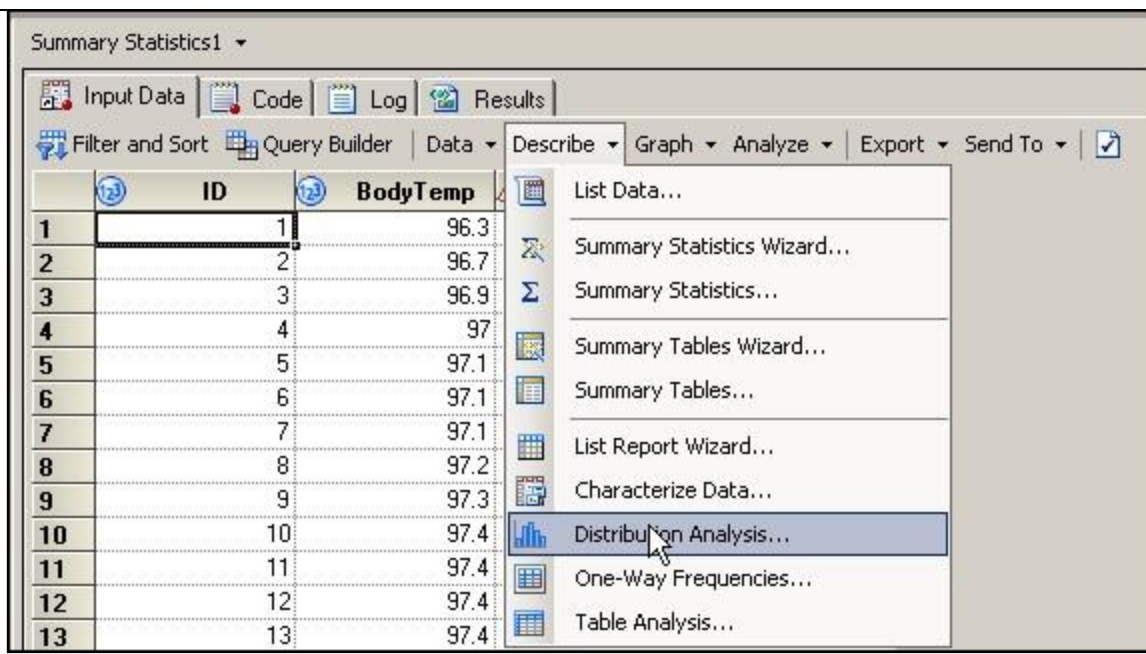 Summary Statistics1
Input Data Code Log Results
Filter and Sort Query Builder Data Describe Graph Analyze Export Send To
ID BodyTemp
List Data...
1 1 96.3
Summary Statistics Wizard...
2 2 96.7
3 3 96.9
Summary Statistics...
4 4 97
Summary Tables Wizard...
5 5 97.1
Summary Tables...
6 6 97.1
7 7 97.1
List Report Wizard...
8 8 97.2
Characterize Data...
9 9 97.3
10 10 97.4
Distribution Analysis...
11 11 97.4
One-Way Frequencies...
12 12 97.4
Table Analysis...
13 13 97.4